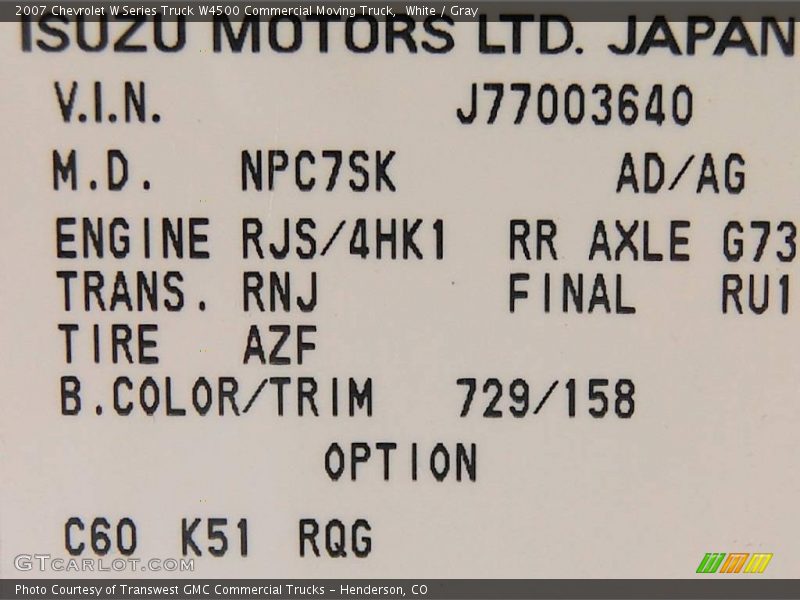 2007 Chevrolet W Series Truck W4500 Commercial Moving Truck, White / Gray
ISUZU MOTORS LTD. JAPAN
V.I.N. J77003640
M.D. NPC7SK AD/AG
ENGINE RJS/4HK1 RR AXLE G73
TRANS. RNJ FINAL RU1
TIRE AZF
B.COLOR/TRIM 729/158
OPTION
C60 K51 RQG
GTCARLOT.COM
Photo Courtesy of Transwest GMC Commercial Trucks - Henderson, CO